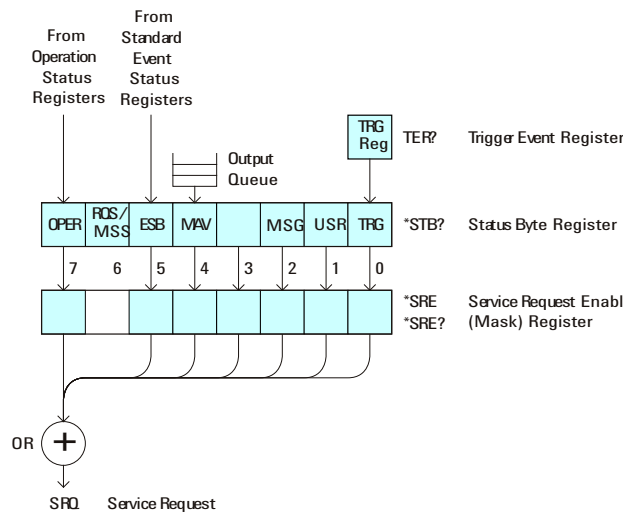 From
Operation
Status
Registers
From
Standard
Event
Status
Registers
Output
Queue
TRG
Reg
TER? Trigger Event Register
OPER RQS/
MSS ESB MAV MSG USR TRG
*STB? Status Byte Register
7 6 5 4 3 2 1 0
*SRE Service Request Enabl
*SRE? (Mask) Register
OR +
SRQ Service Request